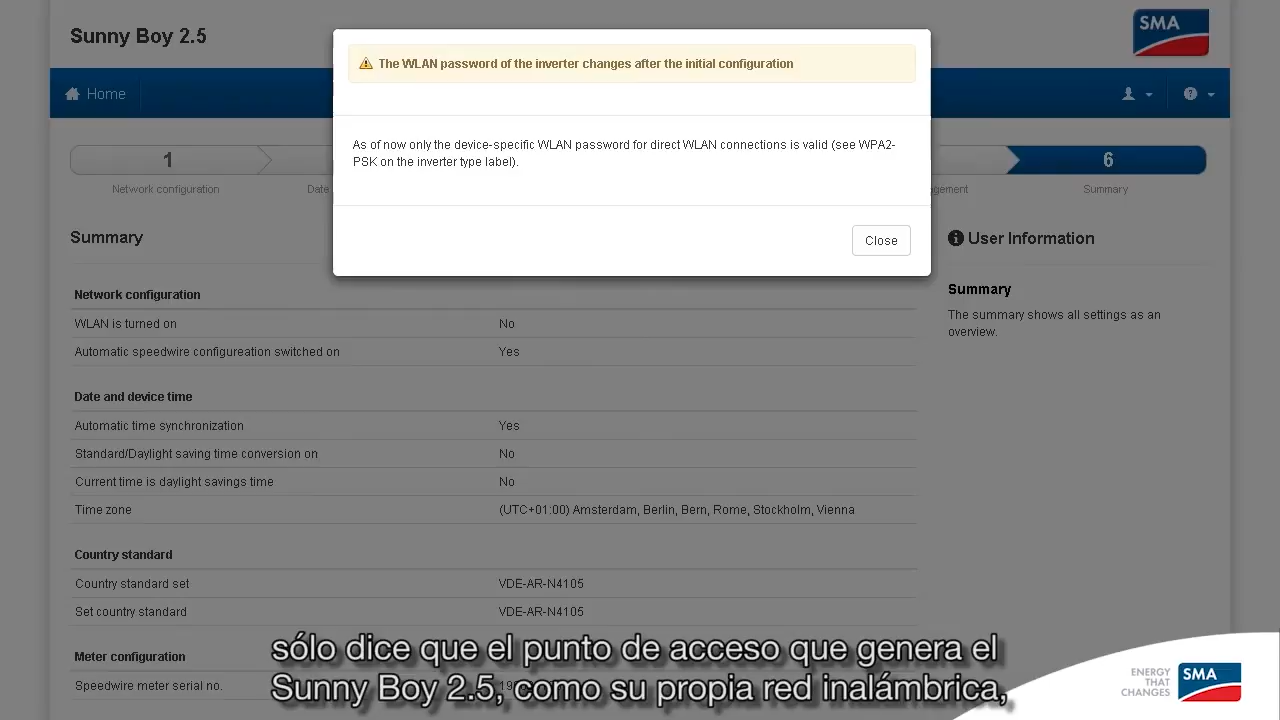 Sunny Boy 2.5
SMA
The WLAN password of the inverter changes after the initial configuration
Home
As of now only the device-specific WLAN password for direct WLAN connections is valid (see WPA2-
PSK on the inverter type label).
1
6
Network configuration
Date
gement
Summary
Close
Summary
User Information
Network configuration
Summary
WLAN is turned on No
The summary shows all settings as an
overview.
Automatic speedwire configureation switched on Yes
Date and device time
Automatic time synchronization Yes
Standard/Daylight saving time conversion on No
Current time is daylight savings time No
Time zone (UTC+01:00) Amsterdam, Berlin, Bern, Rome, Stockholm, Vienna
Country standard
Country standard set VDE-AR-N4105
Set country standard VDE-AR-N4105
Meter configuration
Speedwire meter serial no.
sólo dice que el punto de acceso que genera el
Sunny Boy 2.5, como su propia red inalámbrica,
ENERGY
THAT
CHANGES
SMA